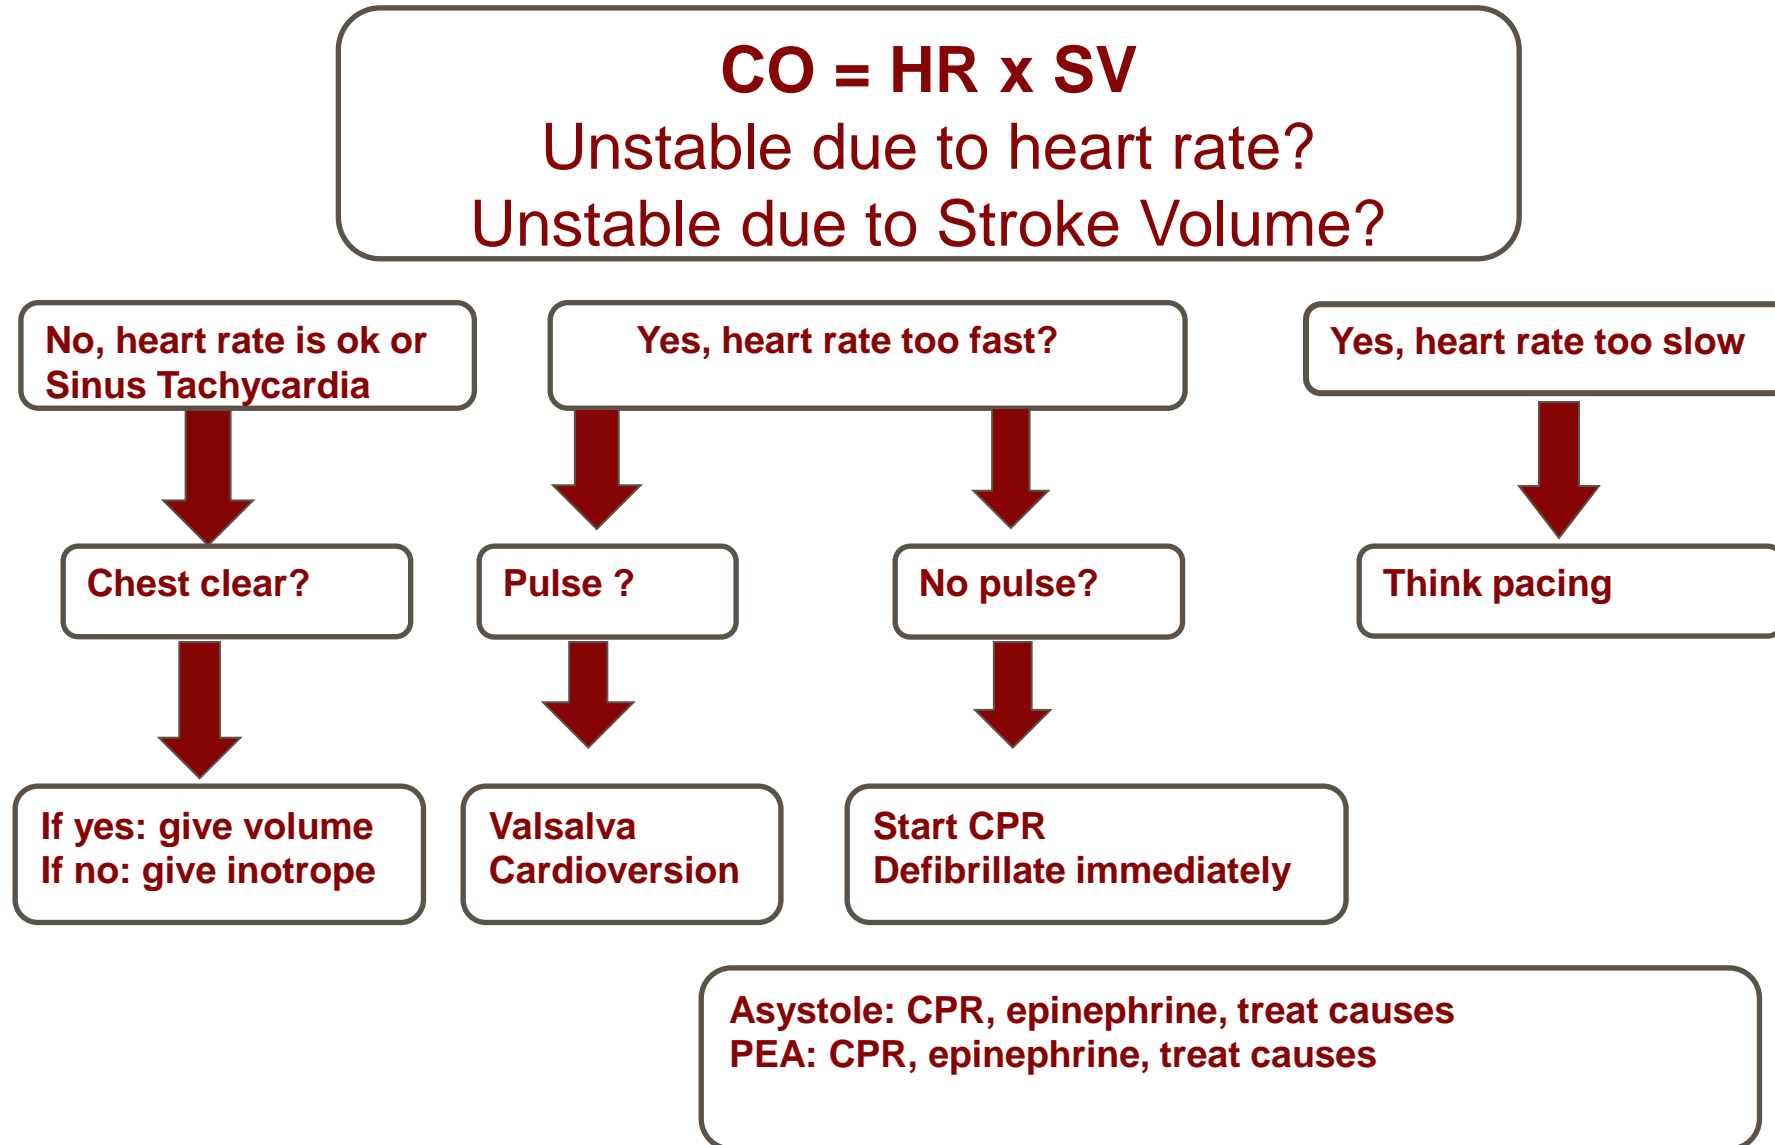 CO = HR x SV
Unstable due to heart rate?
Unstable due to Stroke Volume?
No, heart rate is ok or
Sinus Tachycardia
Yes, heart rate too fast?
Yes, heart rate too slow
Chest clear?
Pulse ?
No pulse?
Think pacing
If yes: give volume
If no: give inotrope
Valsalva
Cardioversion
Start CPR
Defibrillate immediately
Asystole: CPR, epinephrine, treat causes
PEA: CPR, epinephrine, treat causes